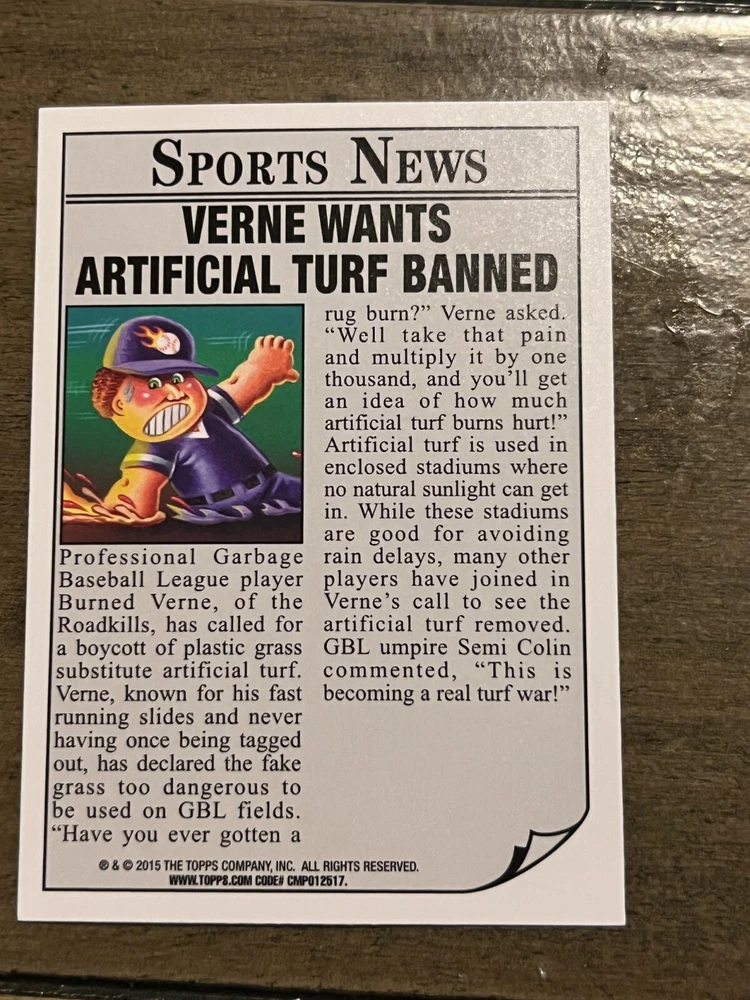 SPORTS NEWS
VERNE WANTS
ARTIFICIAL TURF BANNED
Professional Garbage
Baseball League player
Burned Verne, of the
Roadkills, has called for
a boycott of plastic grass
substitute artificial turf.
Verne, known for his fast
running slides and never
having once being tagged
out, has declared the fake
grass too dangerous to
be used on GBL fields.
“Have you ever gotten a
rug burn?” Verne asked.
“Well take that pain
and multiply it by one
thousand, and you’ll get
an idea of how much
artificial turf burns hurt!”
Artificial turf is used in
enclosed stadiums where
no natural sunlight can get
in. While these stadiums
are good for avoiding
rain delays, many other
players have joined in
Verne’s call to see the
artificial turf removed.
GBL umpire Semi Colin
commented, “This is
becoming a real turf war!”
® & © 2015 THE TOPPS COMPANY, INC. ALL RIGHTS RESERVED.
WWW.TOPPS.COM CODE# CMP012517.